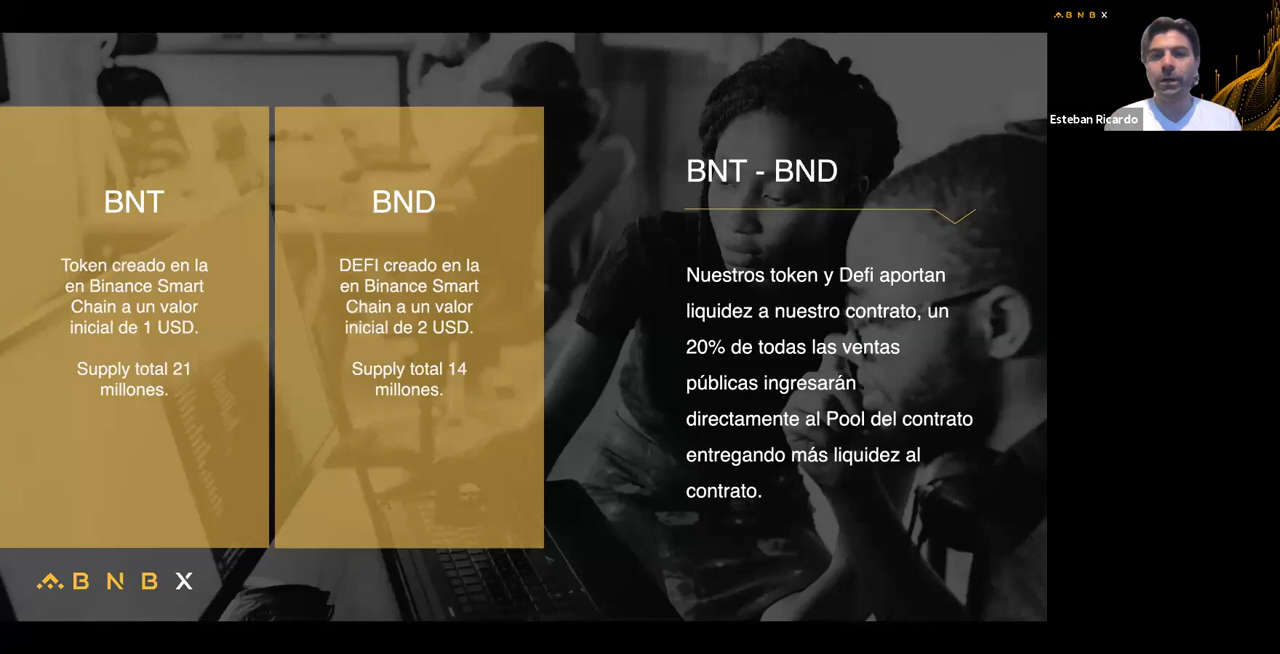 BNT
Token creado en la
en Binance Smart
Chain a un valor
inicial de 1 USD.
Supply total 21
millones.
BND
DEFI creado en la
en Binance Smart
Chain a un valor
inicial de 2 USD.
Supply total 14
millones.
BNT - BND
Nuestros token y Defi aportan
liquidez a nuestro contrato, un
20% de todas las ventas
públicas ingresarán
directamente al Pool del contrato
entregando más liquidez al
contrato.
BNBX
BNBX
Esteban Ricardo